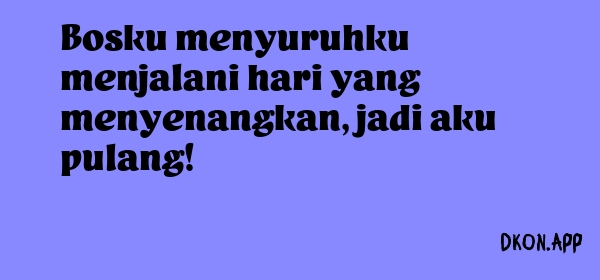 Bosku menyuruhku
menjalani hari yang
menyenangkan, jadi aku
pulang!
DKON.APP